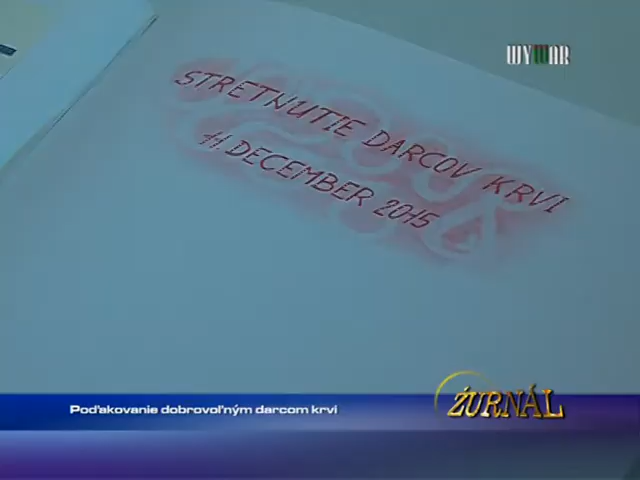 WYWAR
STRETNUTIE DARCOV KRVI
11 DECEMBER 2015
Poďakovanie dobrovoľným darcom krvi
ŽURNÁL